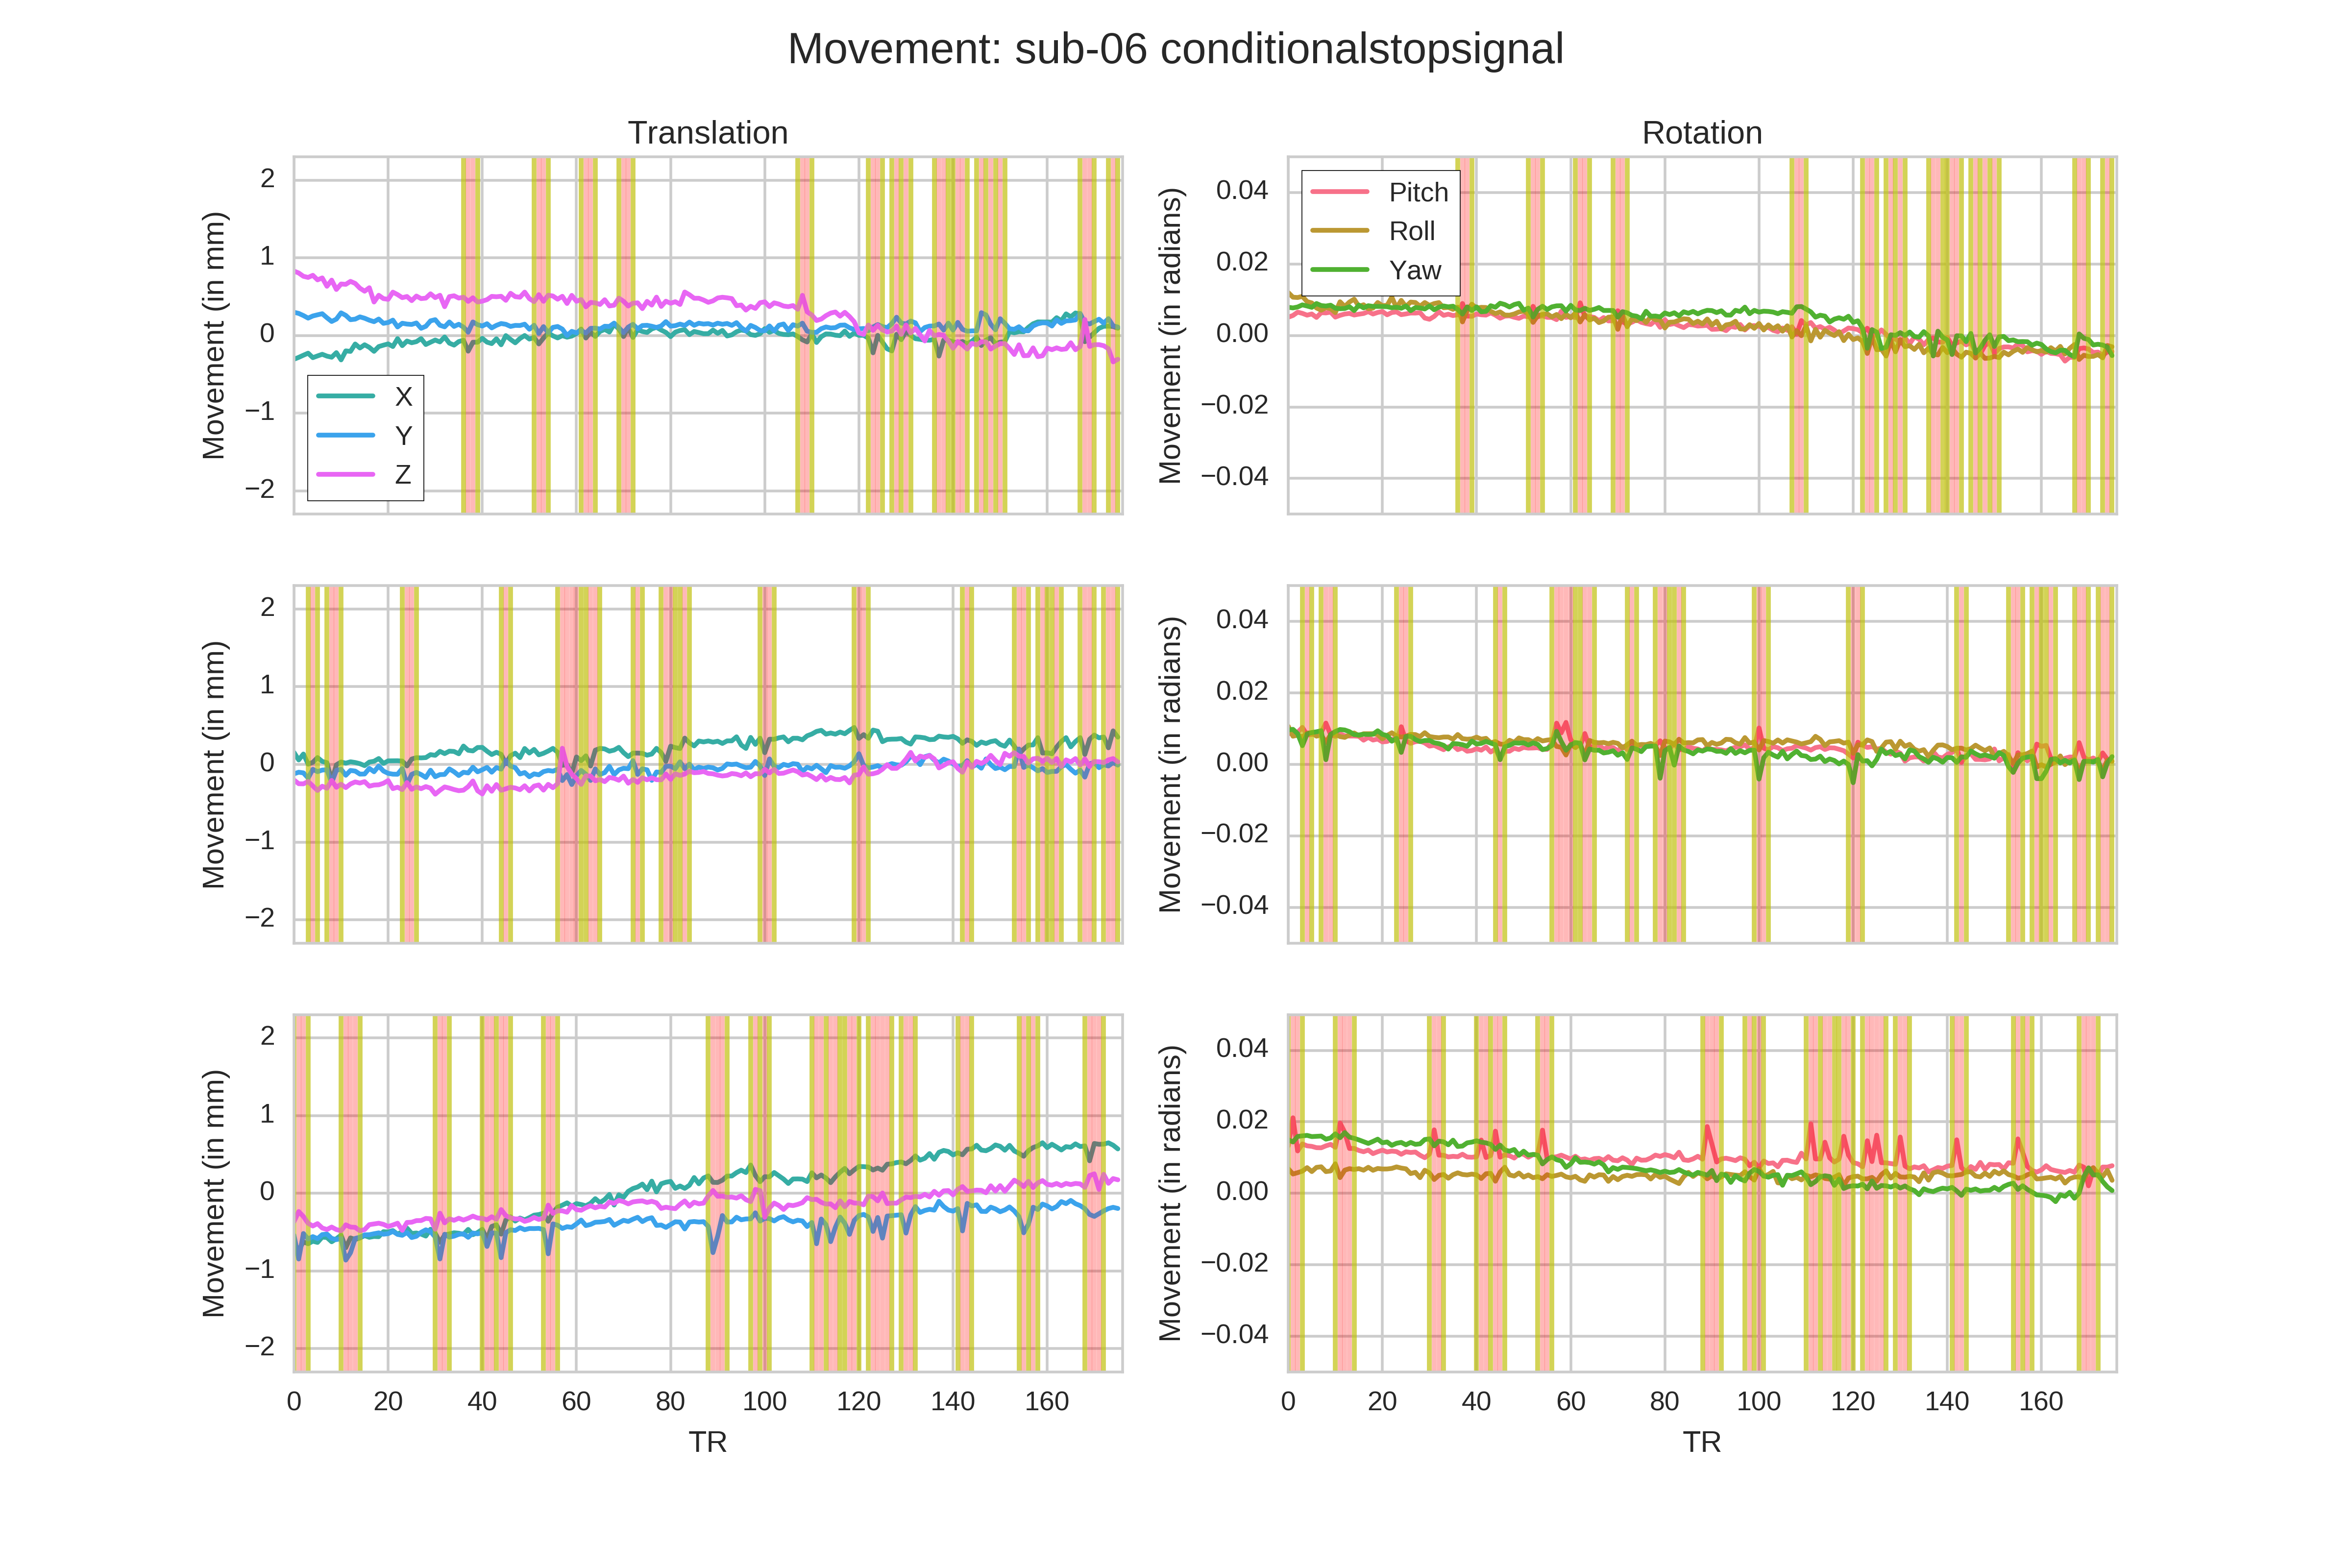 Movement: sub-06 conditionalstopsignal
Translation
Rotation
Movement (in mm)
2
1
0
−1
−2
X
Y
Z
Movement (in radians)
0.04
0.02
0.00
−0.02
−0.04
Pitch
Roll
Yaw
Movement (in mm)
2
1
0
−1
−2
Movement (in radians)
0.04
0.02
0.00
−0.02
−0.04
Movement (in mm)
2
1
0
−1
−2
0 20 40 60 80 100 120 140 160
TR
Movement (in radians)
0.04
0.02
0.00
−0.02
−0.04
0 20 40 60 80 100 120 140 160
TR